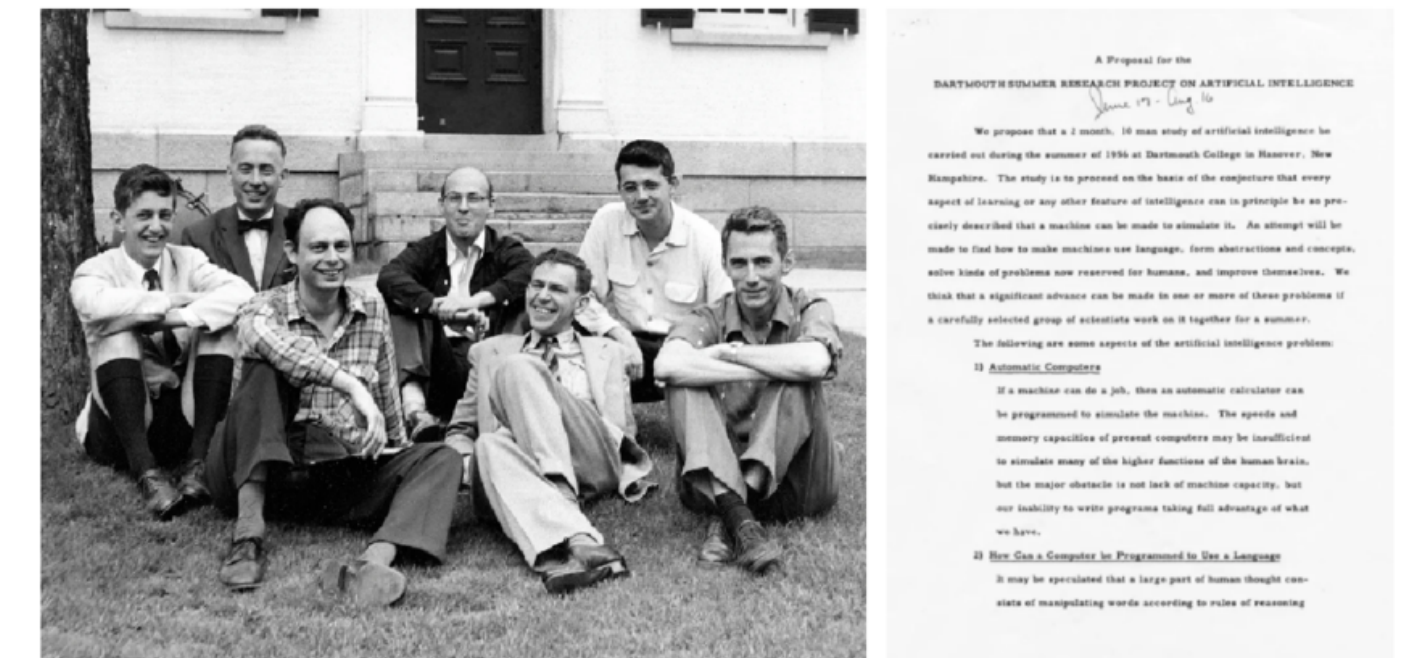 A Proposal for the
DARTMOUTH SUMMER RESEARCH PROJECT ON ARTIFICIAL INTELLIGENCE
June 17 - Aug. 16
We propose that a 2 month, 10 man study of artificial intelligence be
carried out during the summer of 1956 at Dartmouth College in Hanover, New
Hampshire. The study is to proceed on the basis of the conjecture that every
aspect of learning or any other feature of intelligence can in principle be so pre-
cisely described that a machine can be made to simulate it. An attempt will be
made to find how to make machines use language, form abstractions and concepts,
solve kinds of problems now reserved for humans, and improve themselves. We
think that a significant advance can be made in one or more of these problems if
a carefully selected group of scientists work on it together for a summer.
The following are some aspects of the artificial intelligence problem:
1) Automatic Computers
If a machine can do a job, then an automatic calculator can
be programmed to simulate the machine. The speeds and
memory capacities of present computers may be insufficient
to simulate many of the higher functions of the human brain,
but the major obstacle is not lack of machine capacity, but
our inability to write programs taking full advantage of what
we have.
2) How Can a Computer be Programmed to Use a Language
It may be speculated that a large part of human thought con-
sists of manipulating words according to rules of reasoning